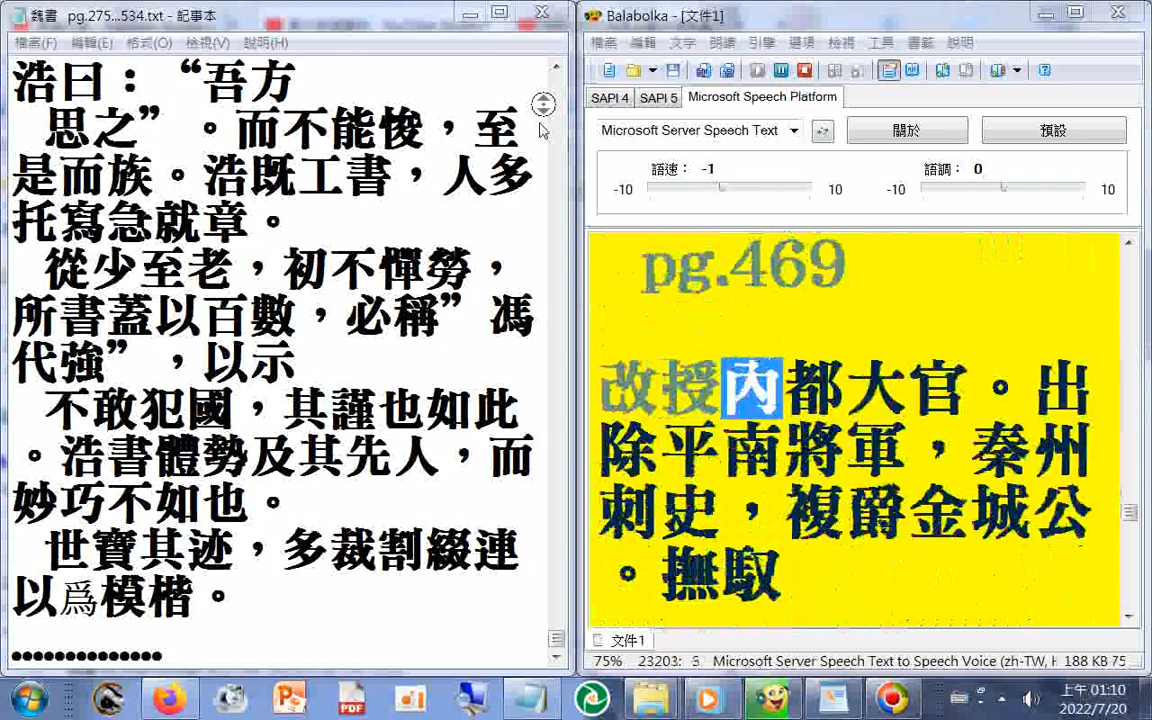 魏書 pg.275...534.txt - 記事本
檔案(F) 編輯(E) 格式(O) 檢視(V) 說明(H)
浩曰：“吾方
思之”。而不能悛，至
是而族。浩既工書，人多
托寫急就章。
從少至老，初不憚勞，
所書蓋以百數，必稱”馮
代強”，以示
不敢犯國，其謹也如此
。浩書體勢及其先人，而
妙巧不如也。
世寶其迹，多裁割綴連
以爲模楷。
••••••••••••••
Balabolka - [文件1]
檔案 編輯 文字 朗讀 引擎 選項 檢視 工具 書籤 說明
SAPI 4 SAPI 5 Microsoft Speech Platform
Microsoft Server Speech Text
關於
預設
語速： -1
語調： 0
-10 10 -10 10
pg.469
改授內都大官。出
除平南將軍，秦州
刺史，複爵金城公
。撫馭
文件1
75% 23203: 3 Microsoft Server Speech Text to Speech Voice (zh-TW, H 188 KB 75
PDF
上午 01:10
2022/7/20